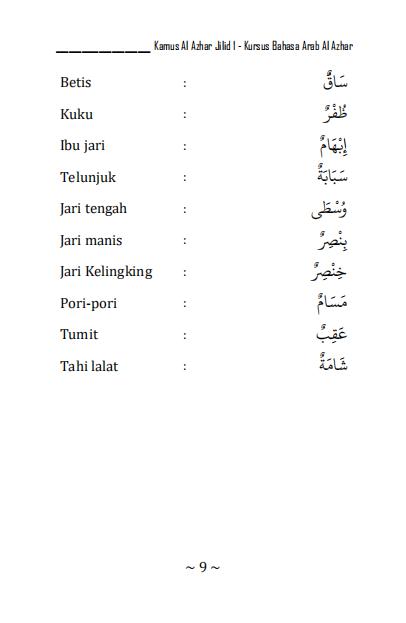 Kamus Al Azhar Jilid I - Kursus Bahasa Arab Al Azhar
Betis : سَاقٌ
Kuku : ظُفْرٌ
Ibu jari : إِبْهَامٌ
Telunjuk : سَبَابَةٌ
Jari tengah : وُسْطَى
Jari manis : بِنْصِرٌ
Jari Kelingking : خِنْصِرٌ
Pori-pori : مَسَامٌ
Tumit : عَقِبٌ
Tahi lalat : شَامَةٌ
~ 9 ~